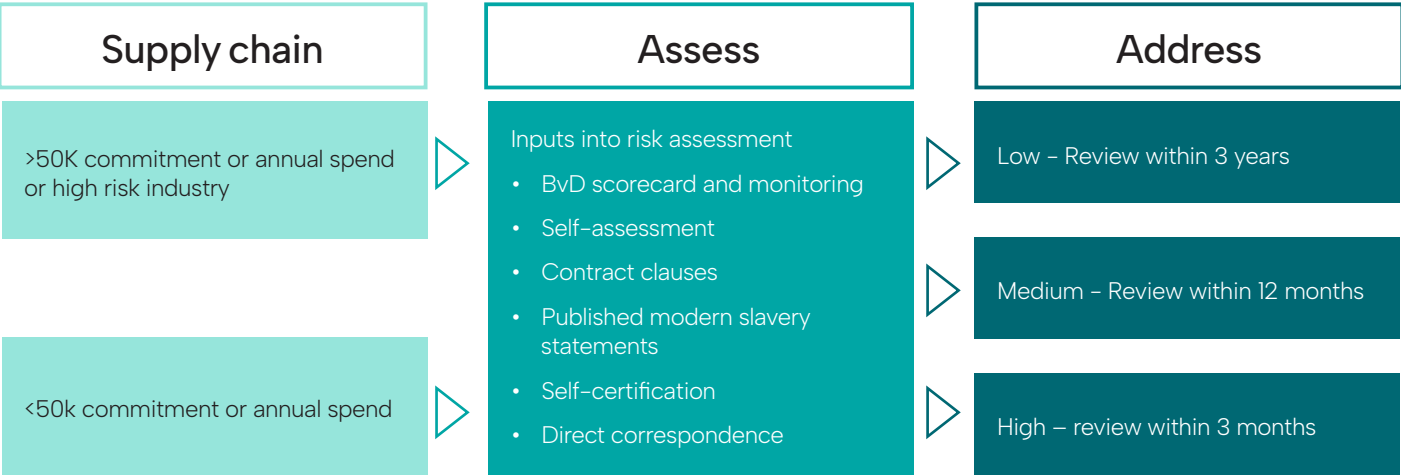 Supply chain
Assess
Address
>50K commitment or annual spend
or high risk industry
<50k commitment or annual spend
Inputs into risk assessment
• BvD scorecard and monitoring
• Self-assessment
• Contract clauses
• Published modern slavery
statements
• Self-certification
• Direct correspondence
Low - Review within 3 years
Medium - Review within 12 months
High – review within 3 months